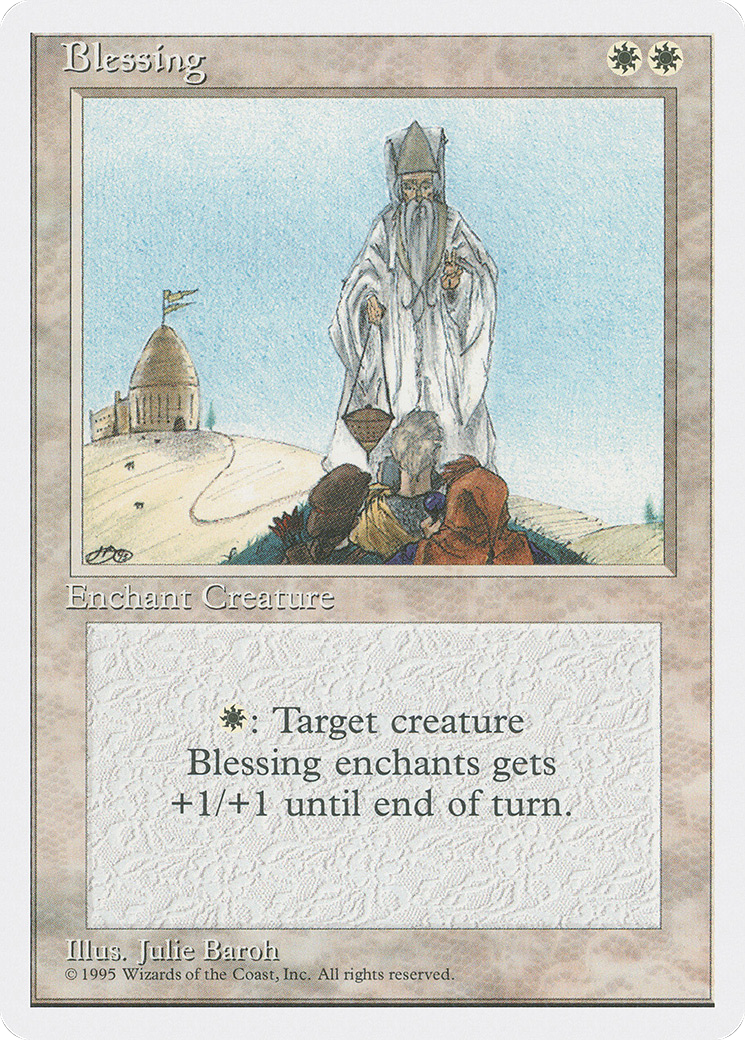 Blessing
Enchant Creature
: Target creature
Blessing enchants gets
+1/+1 until end of turn.
Illus. Julie Baroh
© 1995 Wizards of the Coast, Inc. All rights reserved.